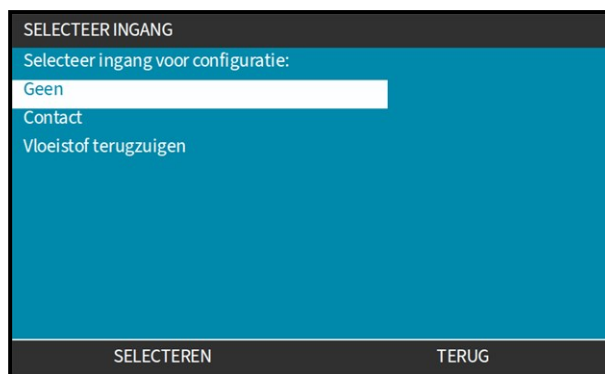 SELECTEER INGANG
Selecteer ingang voor configuratie:
Geen
Contact
Vloeistof terugzuigen
SELECTEREN TERUG